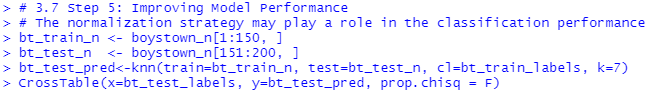 > # 3.7 Step 5: Improving Model Performance
> # The normalization strategy may play a role in the classification performance
> bt_train_n <- boystown_n[1:150, ]
> bt_test_n  <- boystown_n[151:200, ]
> bt_test_pred<-knn(train=bt_train_n, test=bt_test_n, cl=bt_train_labels, k=7)
> CrossTable(x=bt_test_labels, y=bt_test_pred, prop.chisq = F)